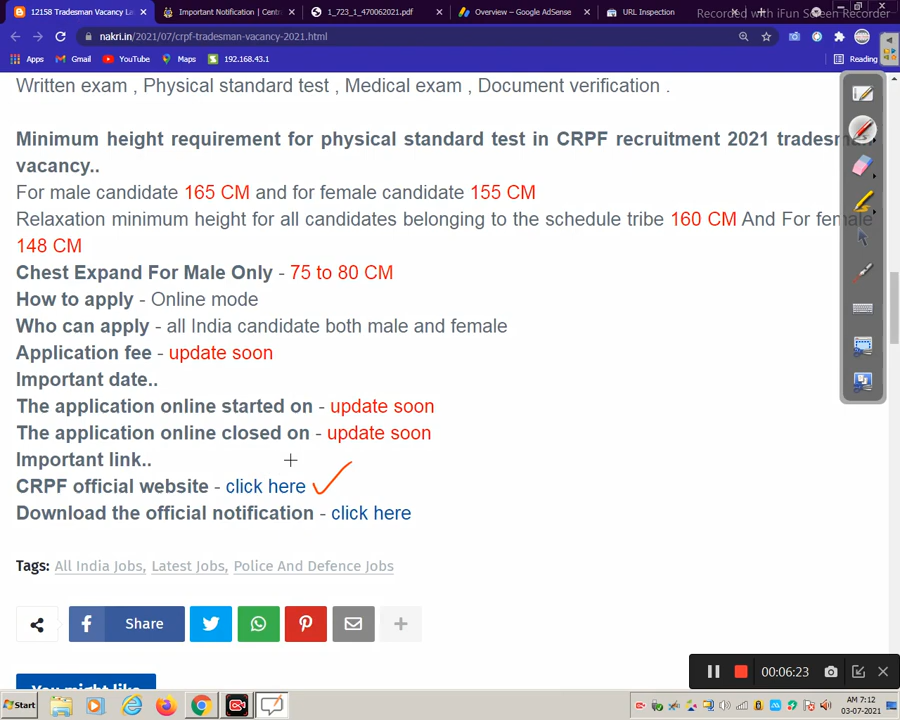 12158 Tradesman Vacancy La
Important Notification | Centr
1_723_1_470062021.pdf
Overview – Google AdSense
URL Inspection
Recorded with iFun Screen Recorder
nakri.in/2021/07/crpf-tradesman-vacancy-2021.html
Apps
Gmail
YouTube
Maps
192.168.43.1
Reading
Written exam , Physical standard test , Medical exam , Document verification .
Minimum height requirement for physical standard test in CRPF recruitment 2021 tradesman
vacancy..
For male candidate 165 CM and for female candidate 155 CM
Relaxation minimum height for all candidates belonging to the schedule tribe 160 CM And For female
148 CM
Chest Expand For Male Only - 75 to 80 CM
How to apply - Online mode
Who can apply - all India candidate both male and female
Application fee - update soon
Important date..
The application online started on - update soon
The application online closed on - update soon
Important link..
CRPF official website - click here
Download the official notification - click here
Tags: All India Jobs, Latest Jobs, Police And Defence Jobs
Share
You might like
00:06:23
Start
AM 7:12
03-07-2021